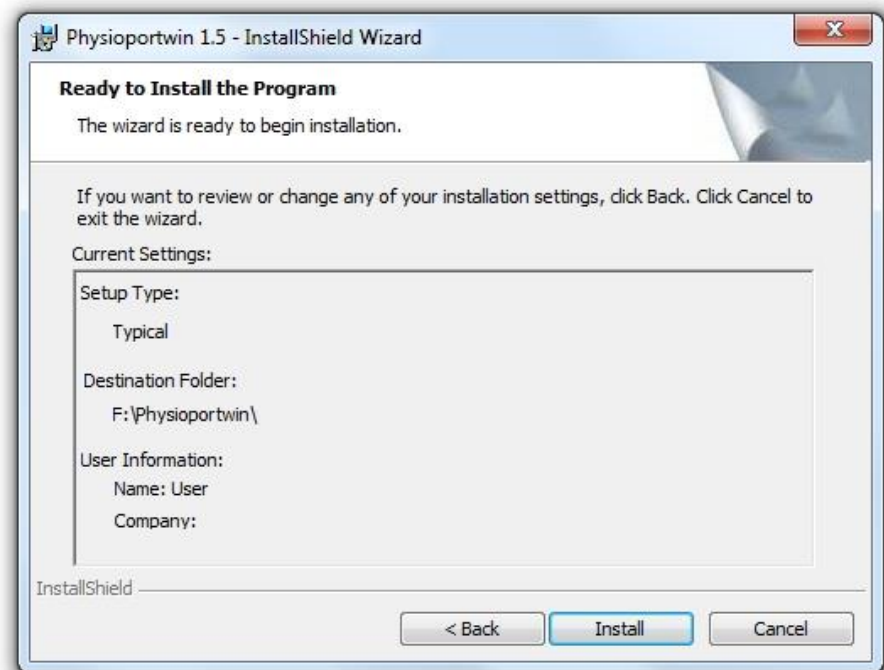 Physioportwin 1.5 - InstallShield Wizard
Ready to Install the Program
The wizard is ready to begin installation.
If you want to review or change any of your installation settings, click Back. Click Cancel to
exit the wizard.
Current Settings:
Setup Type:
Typical
Destination Folder:
F:\Physioportwin\
User Information:
Name: User
Company:
InstallShield
< Back
Install
Cancel